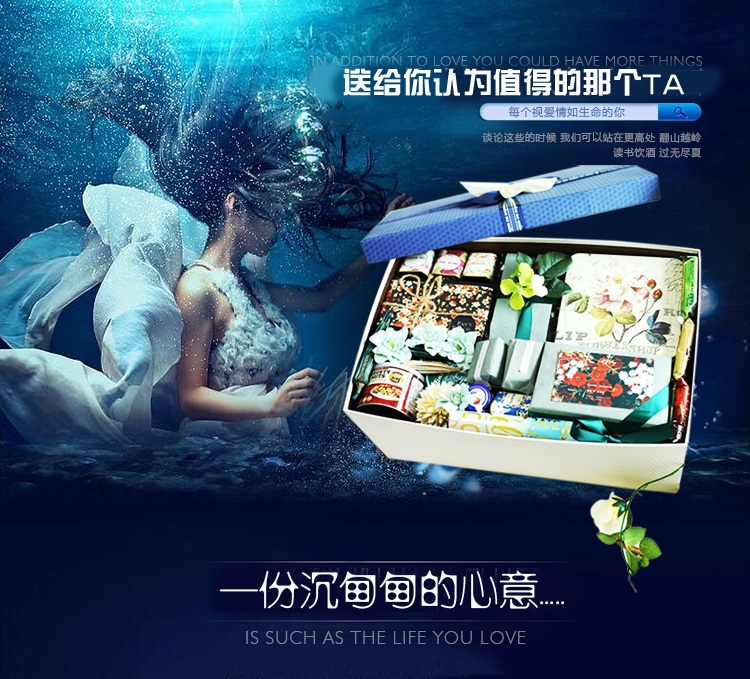 IN ADDITION TO LOVE YOU COULD HAVE MORE THINGS
送给你认为值得的那个TA
每个视爱情如生命的你
谈论这些的时候 我们可以站在更高处 翻山越岭
读书饮酒 过无尽夏
一份沉甸甸的心意.....
IS SUCH AS THE LIFE YOU LOVE